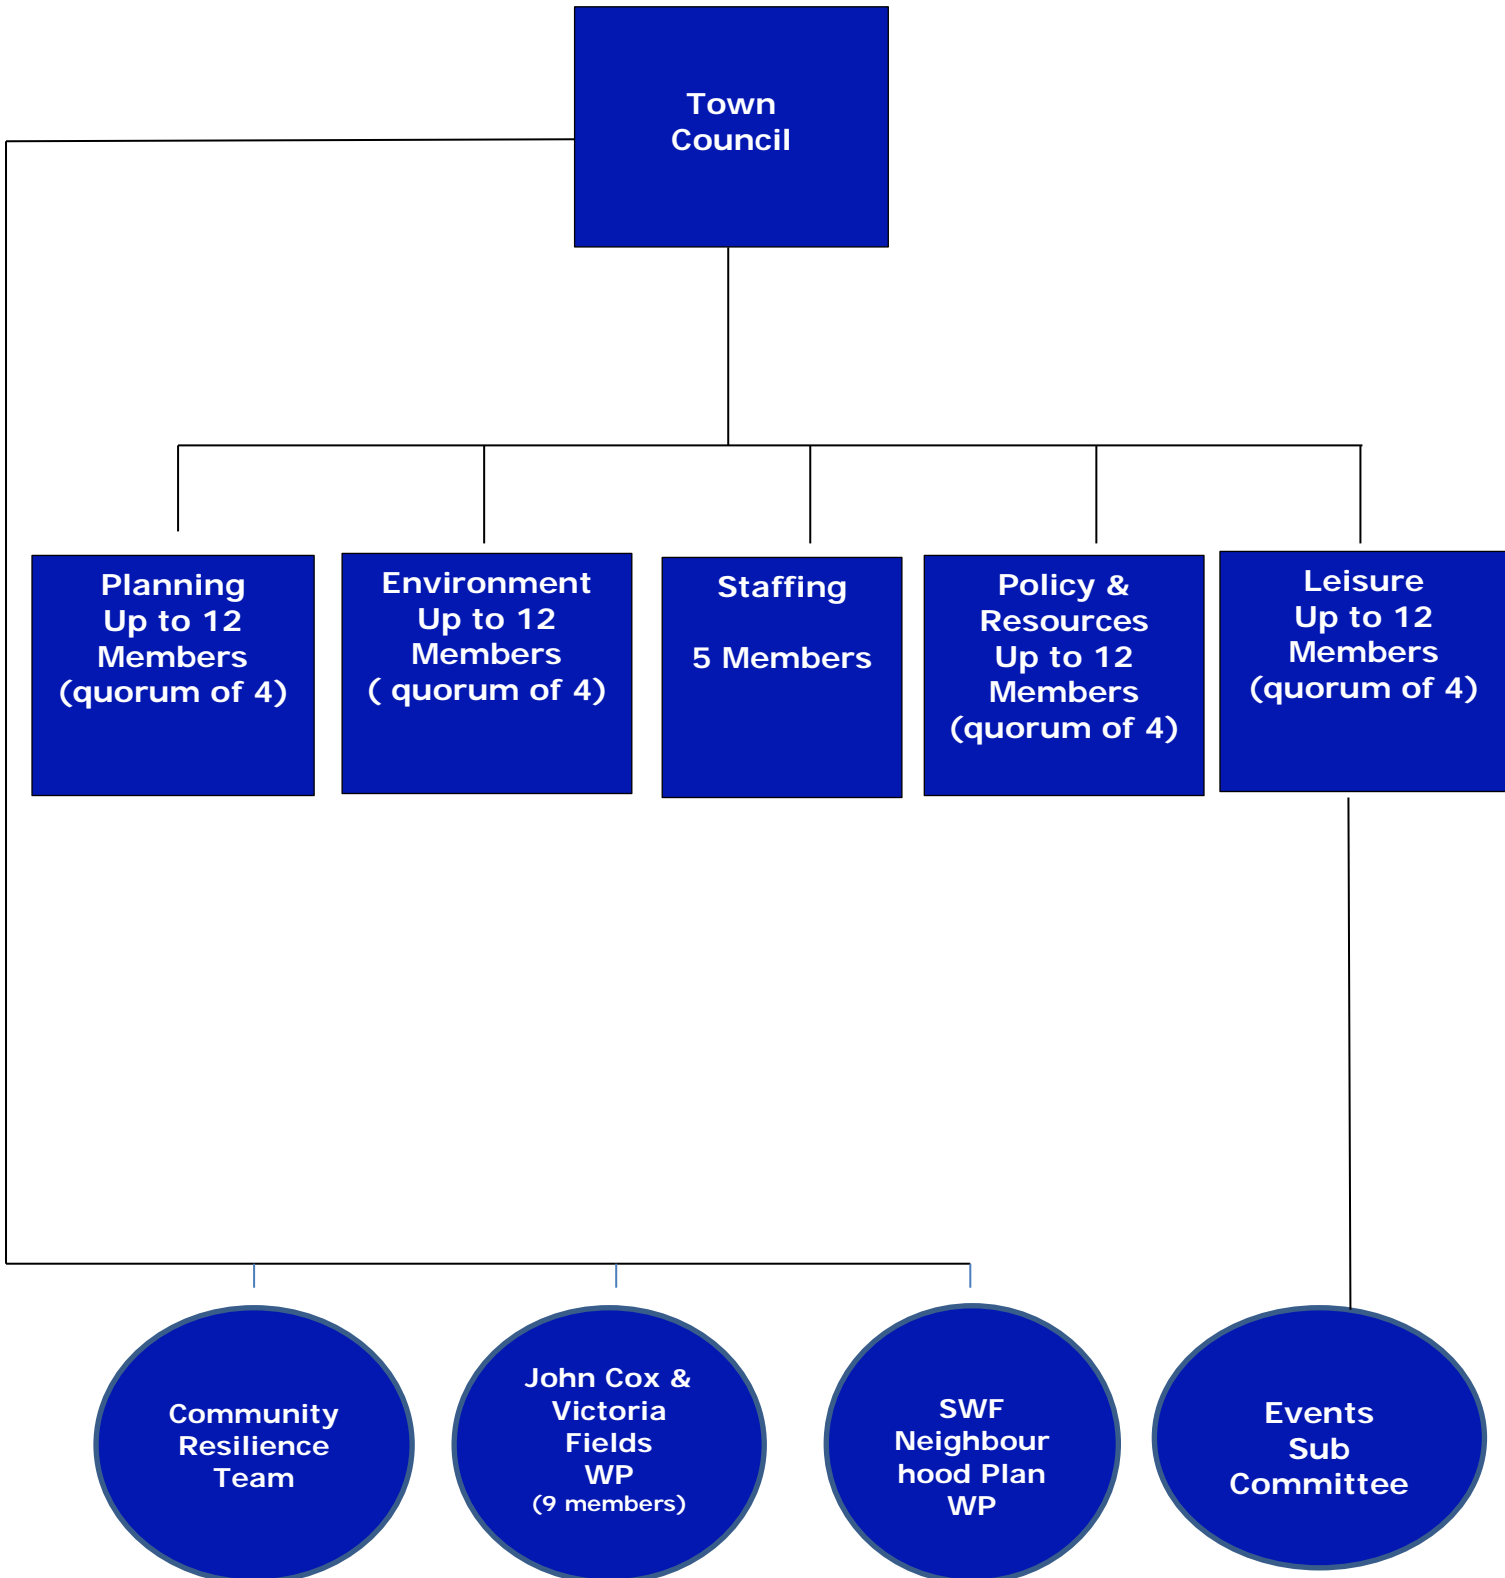 Town
Council
Planning
Up to 12
Members
(quorum of 4)
Environment
Up to 12
Members
( quorum of 4)
Staffing
5 Members
Policy &
Resources
Up to 12
Members
(quorum of 4)
Leisure
Up to 12
Members
(quorum of 4)
Community
Resilience
Team
John Cox &
Victoria
Fields
WP
(9 members)
SWF
Neighbour
hood Plan
WP
Events
Sub
Committee